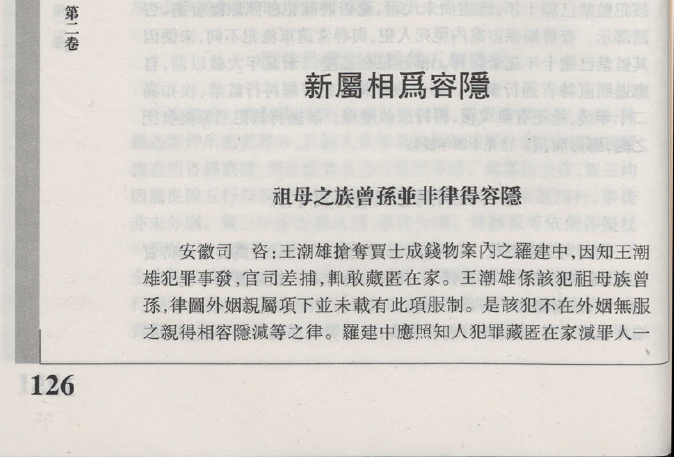 第二卷
新屬相爲容隱
祖母之族曾孫並非律得容隱
安徽司 咨:王潮雄搶奪賈士成錢物案內之羅建中,因知王潮
雄犯罪事發,官司差捕,輒敢藏匿在家。王潮雄係該犯祖母族曾
孫,律圖外姻親屬項下並未載有此項服制。是該犯不在外姻無服
之親得相容隱減等之律。羅建中應照知人犯罪藏匿在家減罪人一
126